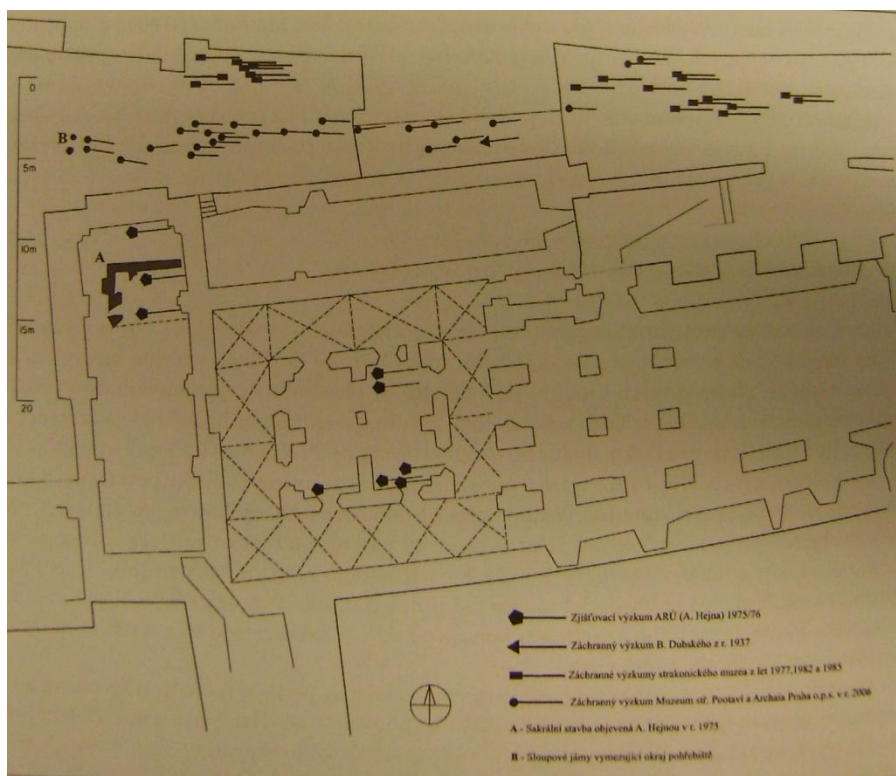 0
5m
10m
15m
20
B
A
Zjišťovací výzkum ARÚ (A. Hejna) 1975/76
Záchranný výzkum B. Dubského z r. 1937
Záchranné výzkumy strakonického muzea z let 1977,1982 a 1985
Záchranný výzkum Muzeum stř. Pootaví a Archaia Praha o.p.s. v r. 2006
A - Sakrální stavba objevená A. Hejnou v r. 1975
B - Sloupové jámy vymezující okraj pohřebiště